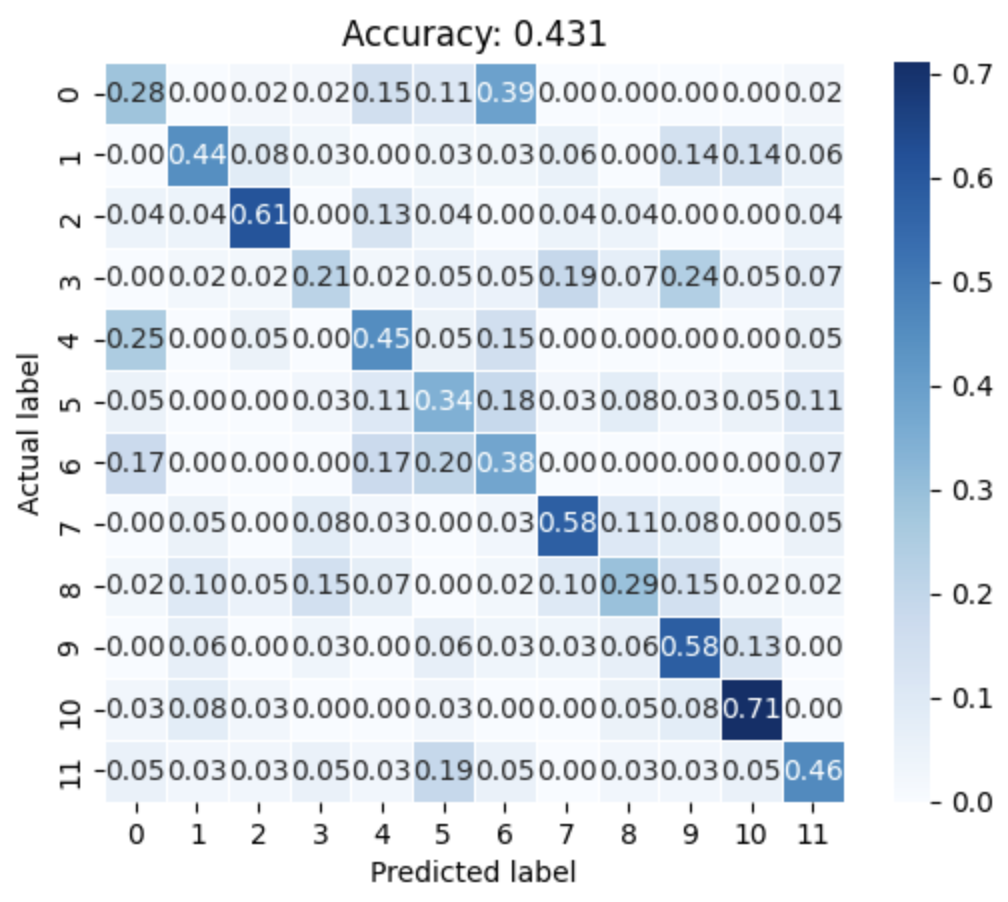 Accuracy: 0.431
0 0.28 0.00 0.02 0.02 0.15 0.11 0.39 0.00 0.00 0.00 0.00 0.02
1 0.00 0.44 0.08 0.03 0.00 0.03 0.03 0.06 0.00 0.14 0.14 0.06
2 0.04 0.04 0.61 0.00 0.13 0.04 0.00 0.04 0.04 0.00 0.00 0.04
3 0.00 0.02 0.02 0.21 0.02 0.05 0.05 0.19 0.07 0.24 0.05 0.07
4 0.25 0.00 0.05 0.00 0.45 0.05 0.15 0.00 0.00 0.00 0.00 0.05
5 0.05 0.00 0.00 0.03 0.11 0.34 0.18 0.03 0.08 0.03 0.05 0.11
6 0.17 0.00 0.00 0.00 0.17 0.20 0.38 0.00 0.00 0.00 0.00 0.07
7 0.00 0.05 0.00 0.08 0.03 0.00 0.03 0.58 0.11 0.08 0.00 0.05
8 0.02 0.10 0.05 0.15 0.07 0.00 0.02 0.10 0.29 0.15 0.02 0.02
9 0.00 0.06 0.00 0.03 0.00 0.06 0.03 0.03 0.06 0.58 0.13 0.00
10 0.03 0.08 0.03 0.00 0.00 0.03 0.00 0.00 0.05 0.08 0.71 0.00
11 0.05 0.03 0.03 0.05 0.03 0.19 0.05 0.00 0.03 0.03 0.05 0.46
0 1 2 3 4 5 6 7 8 9 10 11
Predicted label
Actual label
0.7
0.6
0.5
0.4
0.3
0.2
0.1
0.0